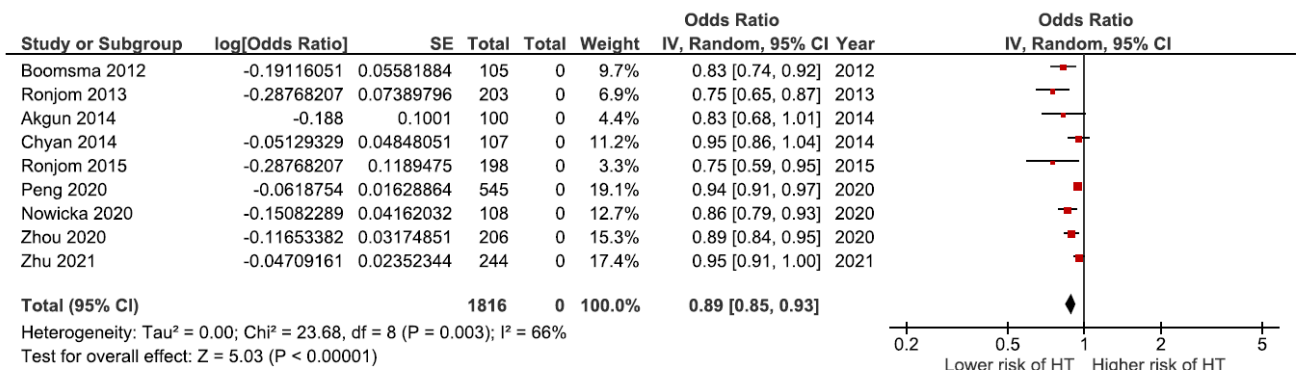 Odds Ratio Odds Ratio
Study or Subgroup log[Odds Ratio] SE Total Total Weight IV, Random, 95% CI Year IV, Random, 95% CI
Boomsma 2012 -0.19116051 0.05581884 105 0 9.7% 0.83 [0.74, 0.92] 2012
Ronjom 2013 -0.28768207 0.07389796 203 0 6.9% 0.75 [0.65, 0.87] 2013
Akgun 2014 -0.188 0.1001 100 0 4.4% 0.83 [0.68, 1.01] 2014
Chyan 2014 -0.05129329 0.04848051 107 0 11.2% 0.95 [0.86, 1.04] 2014
Ronjom 2015 -0.28768207 0.1189475 198 0 3.3% 0.75 [0.59, 0.95] 2015
Peng 2020 -0.0618754 0.01628864 545 0 19.1% 0.94 [0.91, 0.97] 2020
Nowicka 2020 -0.15082289 0.04162032 108 0 12.7% 0.86 [0.79, 0.93] 2020
Zhou 2020 -0.11653382 0.03174851 206 0 15.3% 0.89 [0.84, 0.95] 2020
Zhu 2021 -0.04709161 0.02352344 244 0 17.4% 0.95 [0.91, 1.00] 2021
Total (95% CI) 1816 0 100.0% 0.89 [0.85, 0.93]
Heterogeneity: Tau² = 0.00; Chi² = 23.68, df = 8 (P = 0.003); I² = 66%
Test for overall effect: Z = 5.03 (P < 0.00001)
0.2 0.5 1 2 5
Lower risk of HT Higher risk of HT